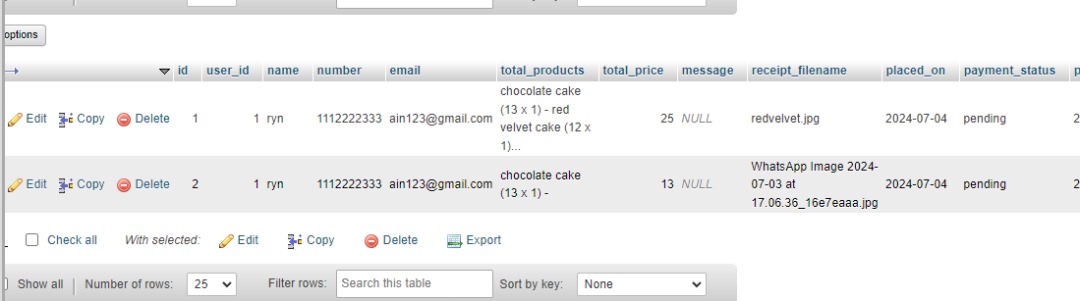 options
id user_id name number email total_products total_price message receipt_filename placed_on payment_status p
Edit Copy Delete 1 1 ryn 1112222333 ain123@gmail.com chocolate cake
(13 x 1) - red
velvet cake (12 x
1)... 25 NULL redvelvet.jpg 2024-07-04 pending 2
Edit Copy Delete 2 1 ryn 1112222333 ain123@gmail.com chocolate cake
(13 x 1) - 13 NULL WhatsApp Image 2024-
07-03 at
17.06.36_16e7eaaa.jpg 2024-07-04 pending 2
Check all With selected: Edit Copy Delete Export
Show all Number of rows: 25 Filter rows: Search this table Sort by key: None